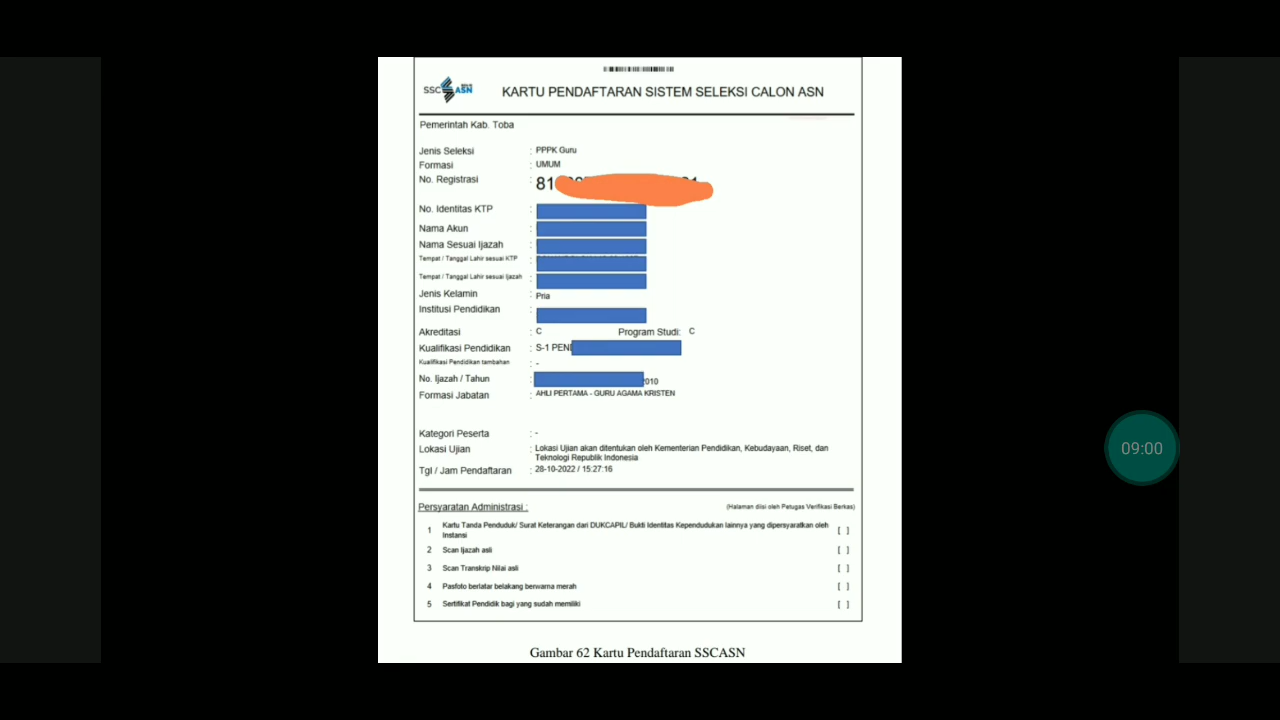 SSCASN
KARTU PENDAFTARAN SISTEM SELEKSI CALON ASN
Pemerintah Kab. Toba
Jenis Seleksi : PPPK Guru
Formasi : UMUM
No. Registrasi : 81
No. Identitas KTP :
Nama Akun :
Nama Sesuai Ijazah :
Tempat / Tanggal Lahir sesuai KTP :
Tempat / Tanggal Lahir sesuai Ijazah :
Jenis Kelamin : Pria
Institusi Pendidikan :
Akreditasi : C Program Studi: C
Kualifikasi Pendidikan : S-1
Kualifikasi Pendidikan tambahan : -
No. Ijazah / Tahun : 2010
Formasi Jabatan : AHLI PERTAMA - GURU AGAMA KRISTEN
Kategori Peserta : -
Lokasi Ujian : Lokasi Ujian akan ditentukan oleh Kementerian Pendidikan, Kebudayaan, Riset, dan
Teknologi Republik Indonesia
Tgl / Jam Pendaftaran : 28-10-2022 / 15:27:16
Persyaratan Administrasi : (Halaman diisi oleh Petugas Verifikasi Berkas)
1 Kartu Tanda Penduduk/ Surat Keterangan dari DUKCAPIL/ Bukti Identitas Kependudukan lainnya yang dipersyaratkan oleh
Instansi [ ]
2 Scan Ijazah asli [ ]
3 Scan Transkrip Nilai asli [ ]
4 Pasfoto berlatar belakang berwarna merah [ ]
5 Sertifikat Pendidik bagi yang sudah memiliki [ ]
Gambar 62 Kartu Pendaftaran SSCASN
09:00